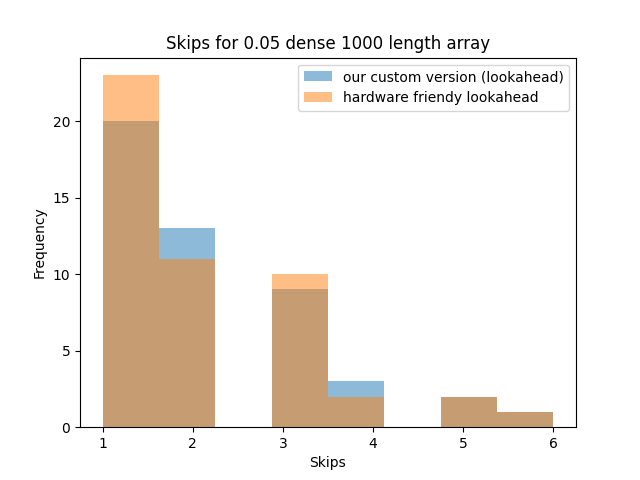 Skips for 0.05 dense 1000 length array
our custom version (lookahead)
hardware friendy lookahead
Frequency
20
15
10
5
0
1 2 3 4 5 6
Skips